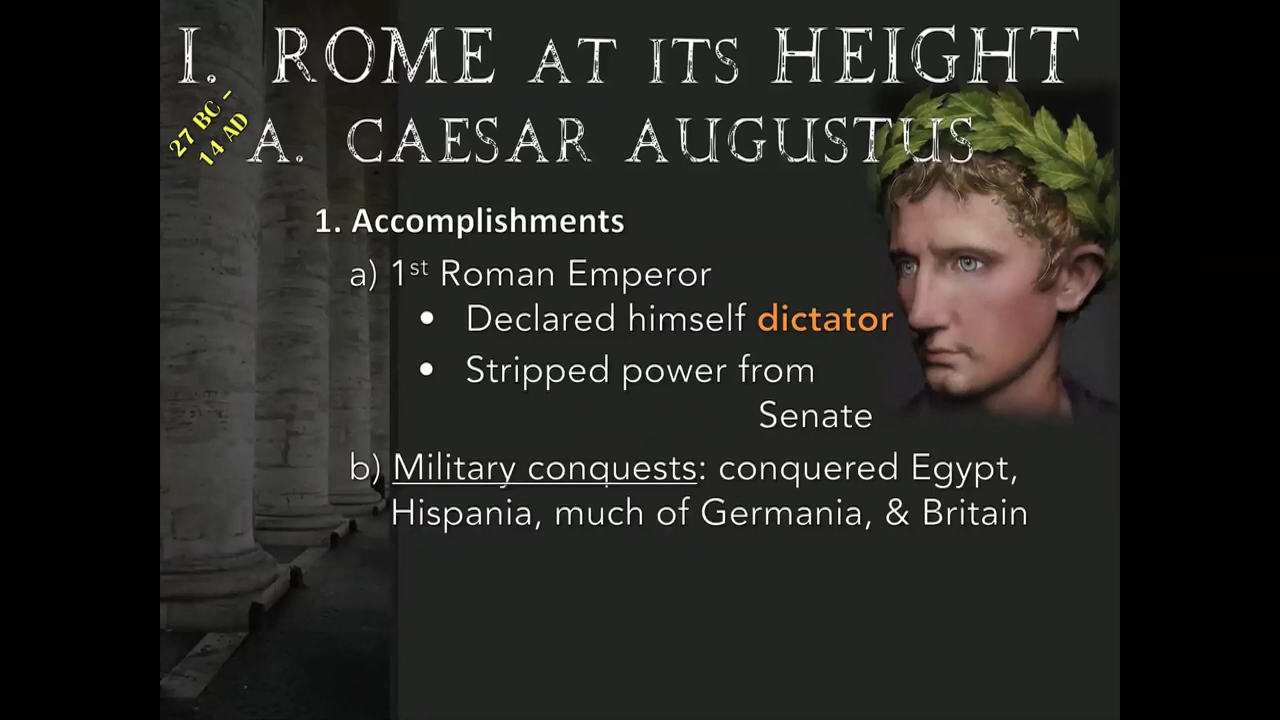 I. ROME AT ITS HEIGHT
27 BC –
14 AD
A. CAESAR AUGUSTUS
1. Accomplishments
a) 1st Roman Emperor
• Declared himself dictator
• Stripped power from
Senate
b) Military conquests: conquered Egypt,
Hispania, much of Germania, & Britain